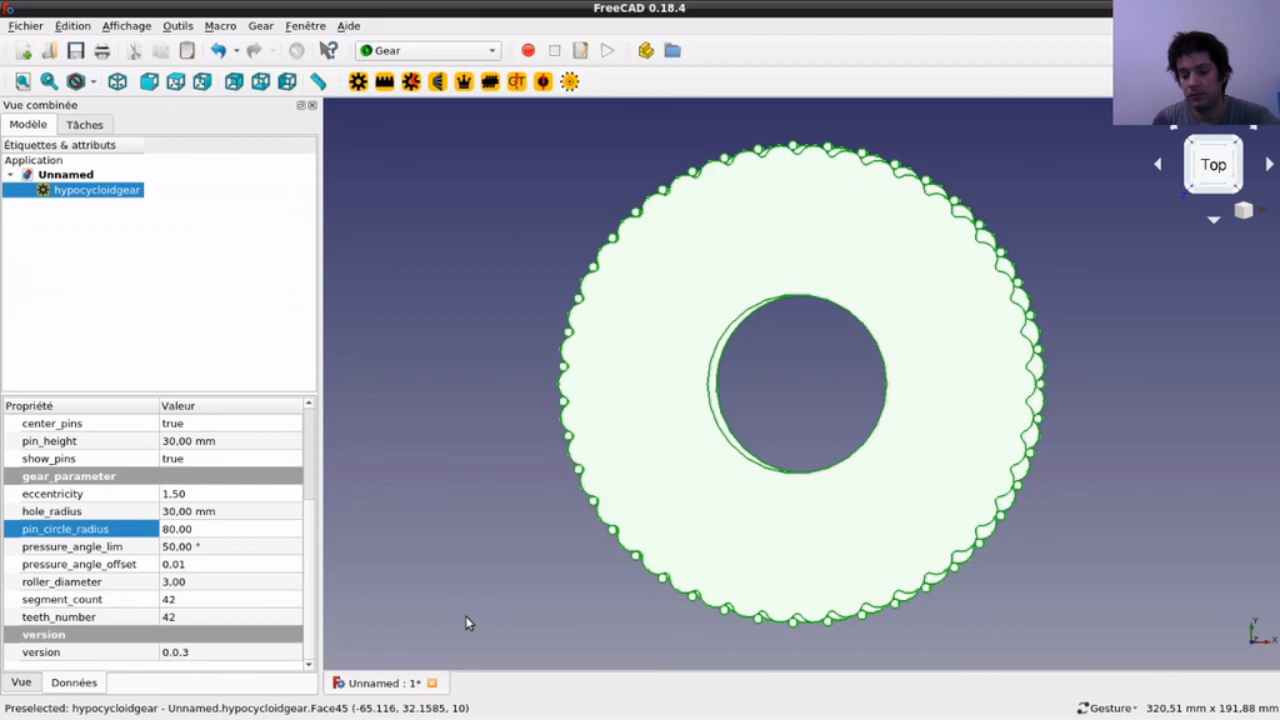 FreeCAD 0.18.4
Fichier Édition Affichage Outils Macro Gear Fenêtre Aide
Gear
Vue combinée
Modèle Tâches
Étiquettes & attributs
Application
Unnamed
hypocycloidgear
Top
Propriété Valeur
center_pins true
pin_height 30,00 mm
show_pins true
gear_parameter
eccentricity 1,50
hole_radius 30,00 mm
pin_circle_radius 80,00
pressure_angle_lim 50,00 °
pressure_angle_offset 0,01
roller_diameter 3,00
segment_count 42
teeth_number 42
version
version 0.0.3
Y
Z X
Vue Données
Unnamed : 1*
Preselected: hypocycloidgear - Unnamed.hypocycloidgear.Face45 (-65.116, 32.1585, 10)
Gesture 320,51 mm x 191,88 mm